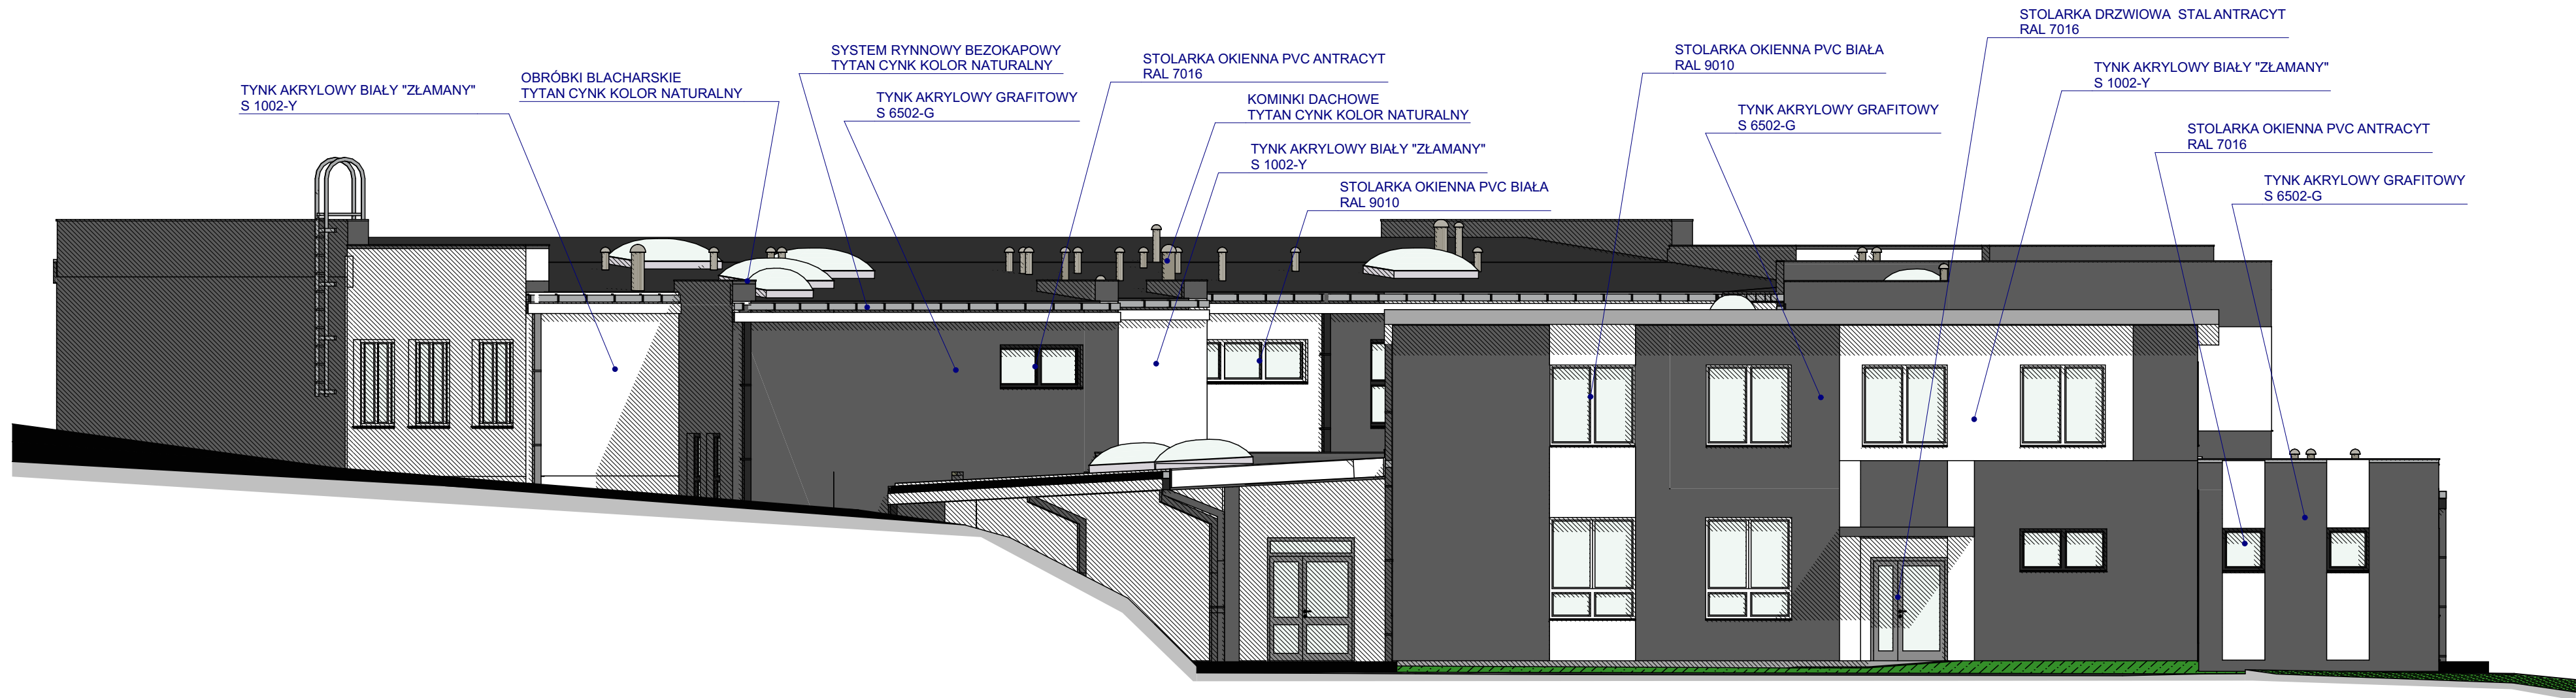 TYNK AKRYLOWY BIAŁY "ZŁAMANY"
S 1002-Y
OBRÓBKI BLACHARSKIE
TYTAN CYNK KOLOR NATURALNY
SYSTEM RYNNOWY BEZOKAPOWY
TYTAN CYNK KOLOR NATURALNY
TYNK AKRYLOWY GRAFITOWY
S 6502-G
STOLARKA OKIENNA PVC ANTRACYT
RAL 7016
KOMINKI DACHOWE
TYTAN CYNK KOLOR NATURALNY
TYNK AKRYLOWY BIAŁY "ZŁAMANY"
S 1002-Y
STOLARKA OKIENNA PVC BIAŁA
RAL 9010
STOLARKA OKIENNA PVC BIAŁA
RAL 9010
TYNK AKRYLOWY GRAFITOWY
S 6502-G
STOLARKA DRZWIOWA STAL ANTRACYT
RAL 7016
TYNK AKRYLOWY BIAŁY "ZŁAMANY"
S 1002-Y
STOLARKA OKIENNA PVC ANTRACYT
RAL 7016
TYNK AKRYLOWY GRAFITOWY
S 6502-G